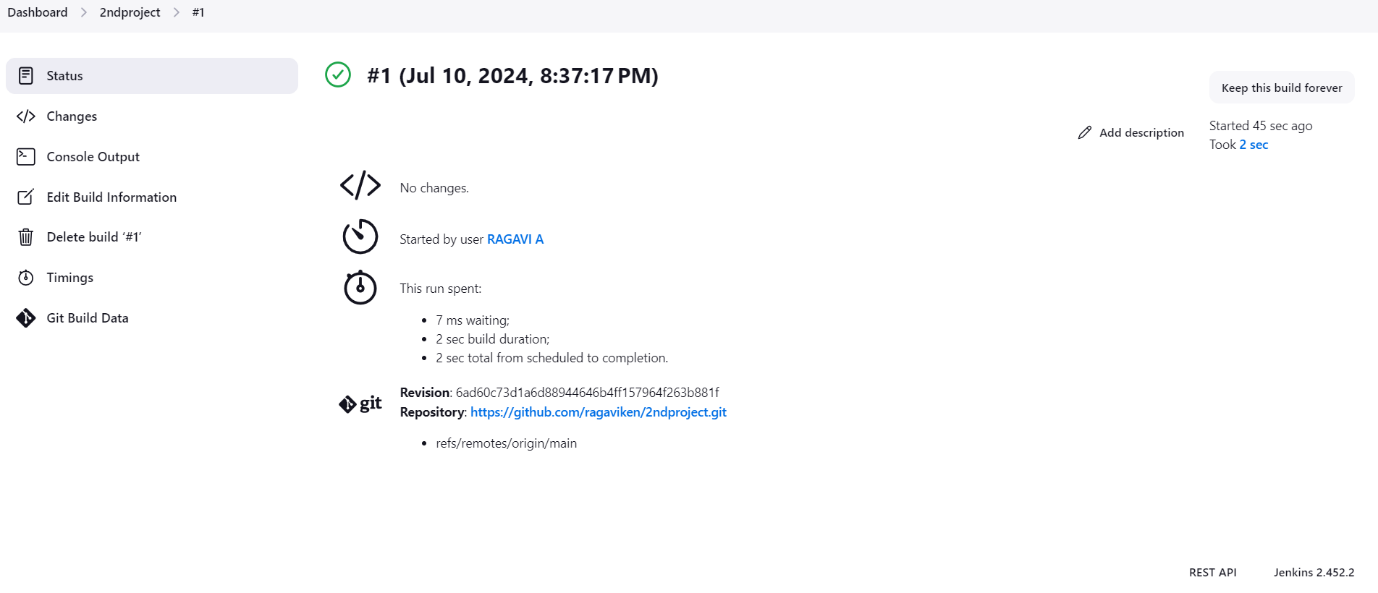 Dashboard > 2ndproject > #1
Status
Changes
Console Output
Edit Build Information
Delete build ‘#1’
Timings
Git Build Data
#1 (Jul 10, 2024, 8:37:17 PM)
Keep this build forever
Add description
Started 45 sec ago
Took 2 sec
No changes.
Started by user RAGAVI A
This run spent:
• 7 ms waiting;
• 2 sec build duration;
• 2 sec total from scheduled to completion.
git
Revision: 6ad60c73d1a6d88944646b4ff157964f263b881f
Repository: https://github.com/ragaviken/2ndproject.git
• refs/remotes/origin/main
REST API
Jenkins 2.452.2